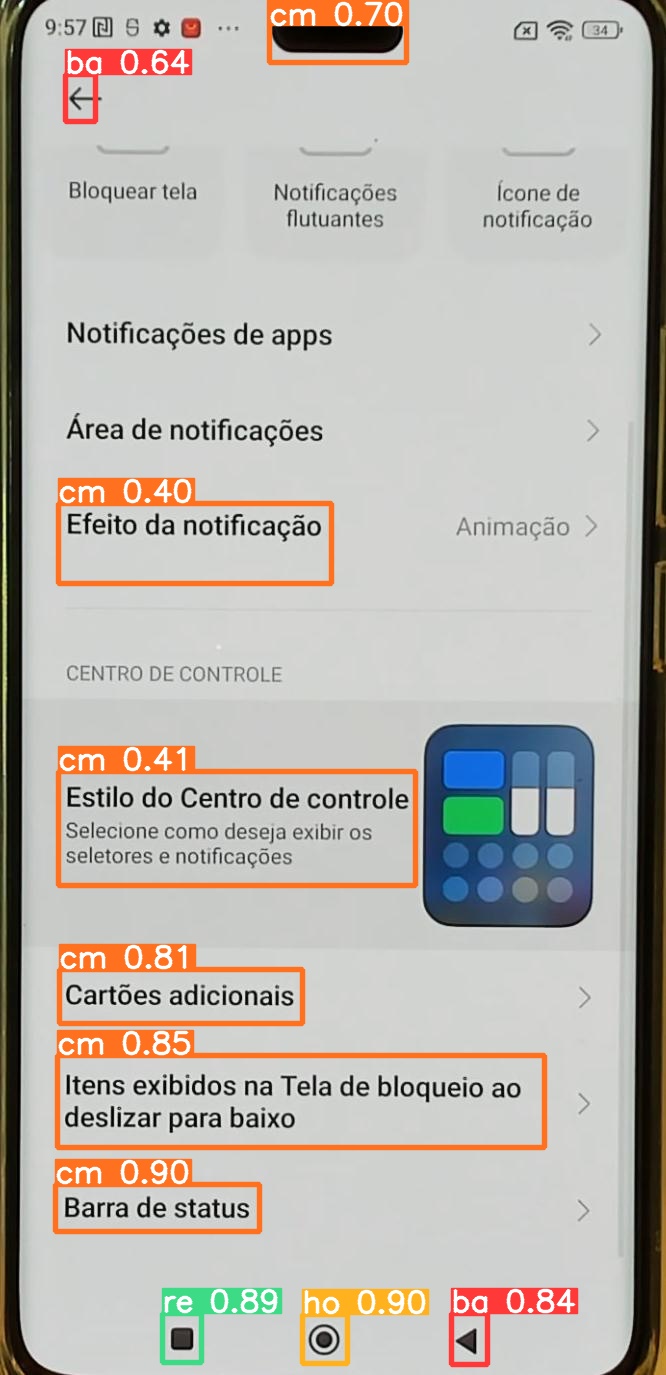 cm 0.70
9:57
34
ba 0.64
Bloquear tela
Notificações
flutuantes
Ícone de
notificação
Notificações de apps
Área de notificações
cm 0.40
Efeito da notificação
Animação
CENTRO DE CONTROLE
cm 0.41
Estilo do Centro de controle
Selecione como deseja exibir os
seletores e notificações
cm 0.81
Cartões adicionais
cm 0.85
Itens exibidos na Tela de bloqueio ao
deslizar para baixo
cm 0.90
Barra de status
re 0.89
ho 0.90
ba 0.84